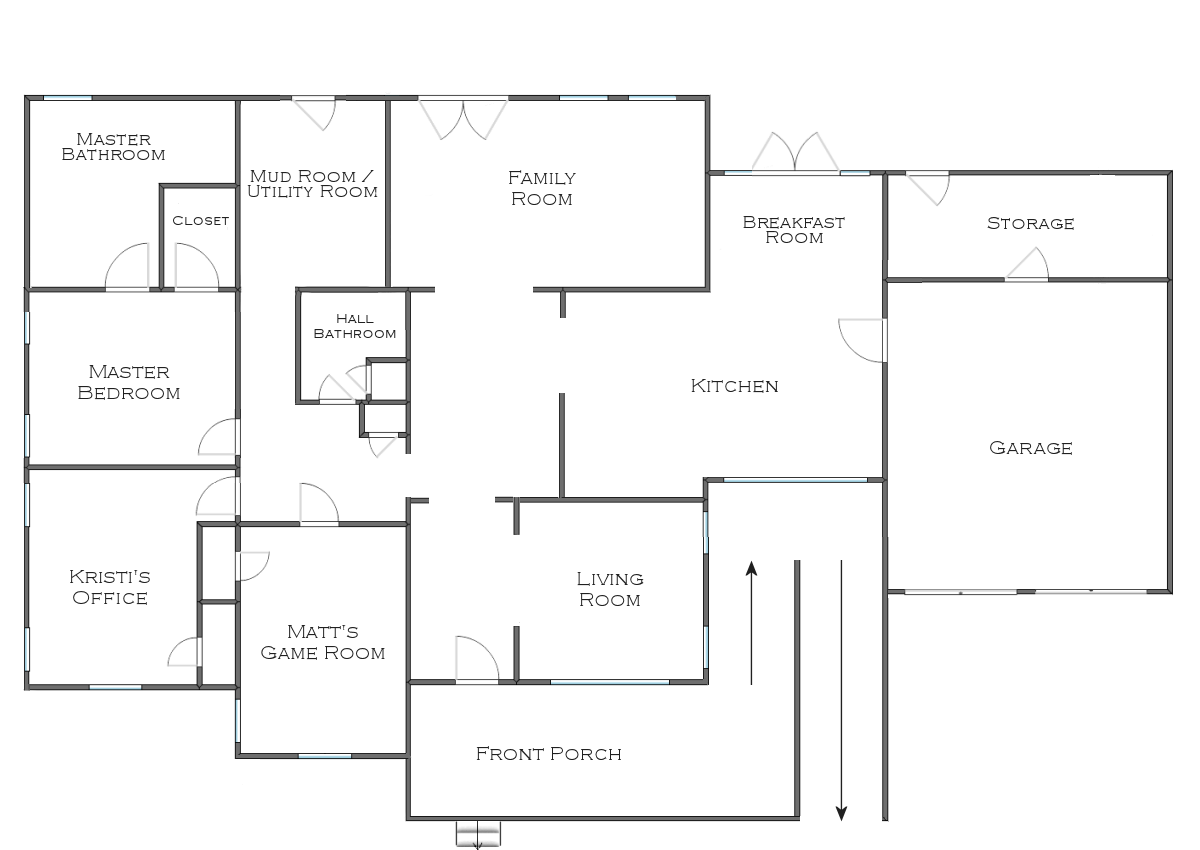 MASTER
BATHROOM
MUD ROOM /
UTILITY ROOM
FAMILY
ROOM
CLOSET
BREAKFAST
ROOM
STORAGE
HALL
BATHROOM
MASTER
BEDROOM
KITCHEN
GARAGE
KRISTI'S
OFFICE
LIVING
ROOM
MATT'S
GAME ROOM
FRONT PORCH